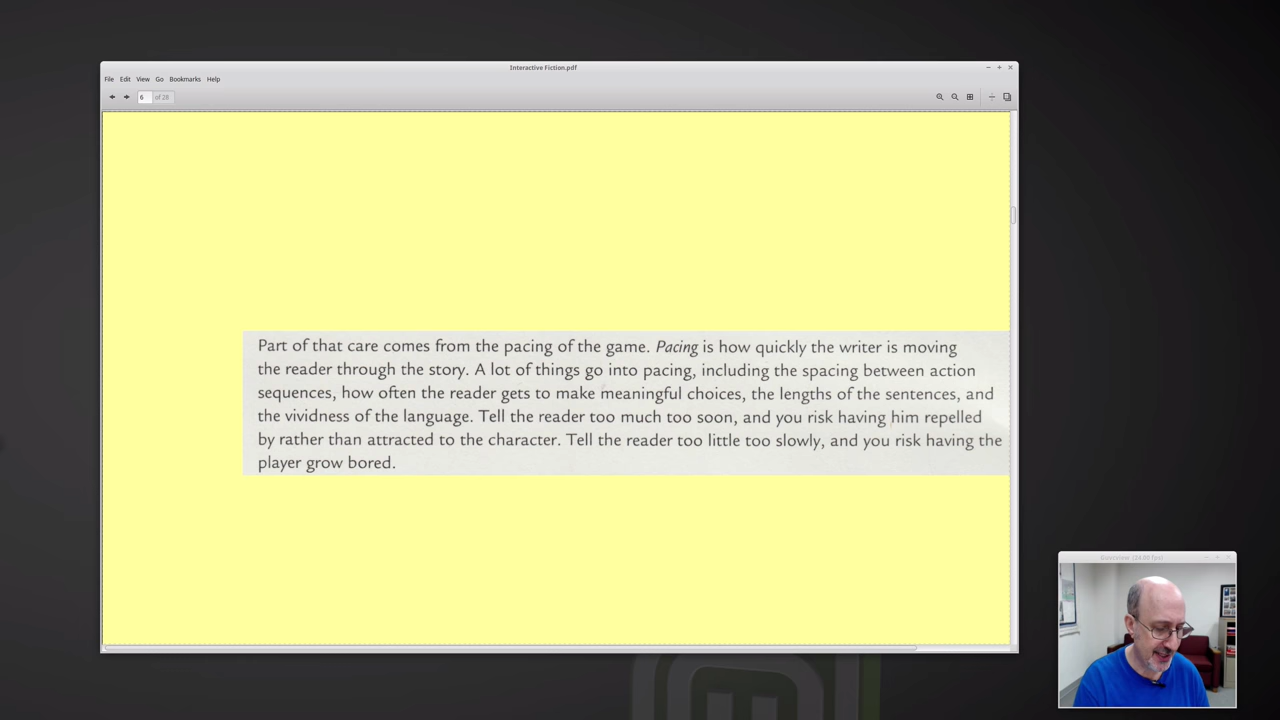 Interactive Fiction.pdf
File Edit View Go Bookmarks Help
6 of 28
Part of that care comes from the pacing of the game. Pacing is how quickly the writer is moving
the reader through the story. A lot of things go into pacing, including the spacing between action
sequences, how often the reader gets to make meaningful choices, the lengths of the sentences, and
the vividness of the language. Tell the reader too much too soon, and you risk having him repelled
by rather than attracted to the character. Tell the reader too little too slowly, and you risk having the
player grow bored.